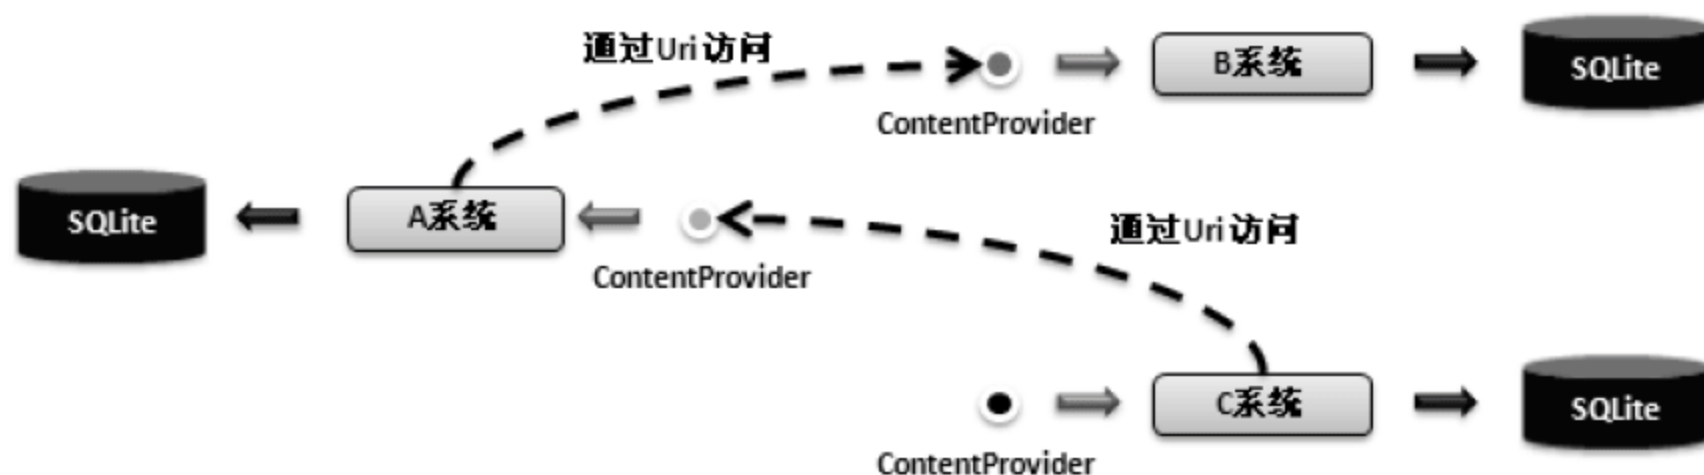 通过Uri访问
B系统
SQLite
ContentProvider
SQLite
A系统
ContentProvider
通过Uri访问
C系统
SQLite
ContentProvider